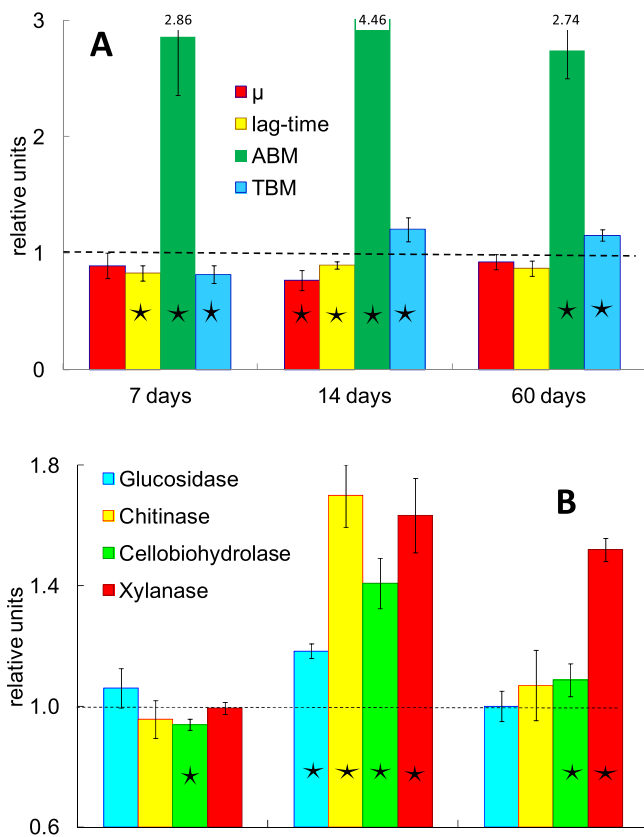 2.86 4.46 2.74
3
A
μ
lag-time
ABM
TBM
2
relative units
1
0
7 days 14 days 60 days
1.8
Glucosidase
B
Chitinase
Cellobiohydrolase
Xylanase
1.4
relative units
1.0
0.6